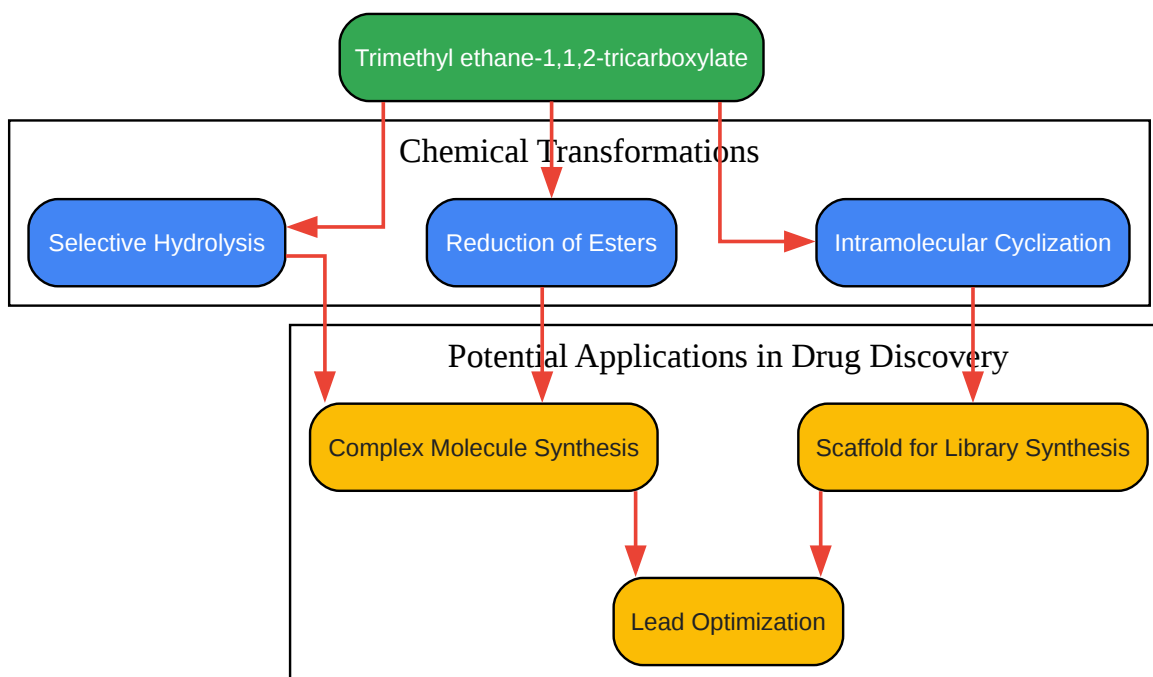 Trimethyl ethane-1,1,2-tricarboxylate
Chemical Transformations
Selective Hydrolysis
Reduction of Esters
Intramolecular Cyclization
Potential Applications in Drug Discovery
Complex Molecule Synthesis
Scaffold for Library Synthesis
Lead Optimization